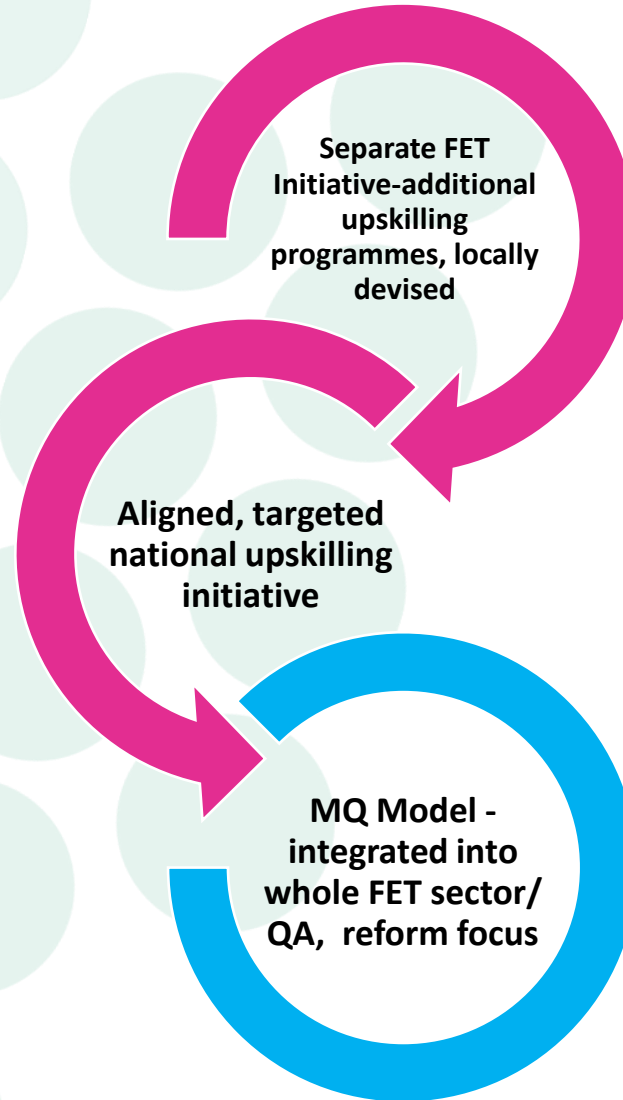 Separate FET
Initiative-additional
upskilling
programmes, locally
devised
Aligned, targeted
national upskilling
initiative
MQ Model -
integrated into
whole FET sector/
QA,  reform focus